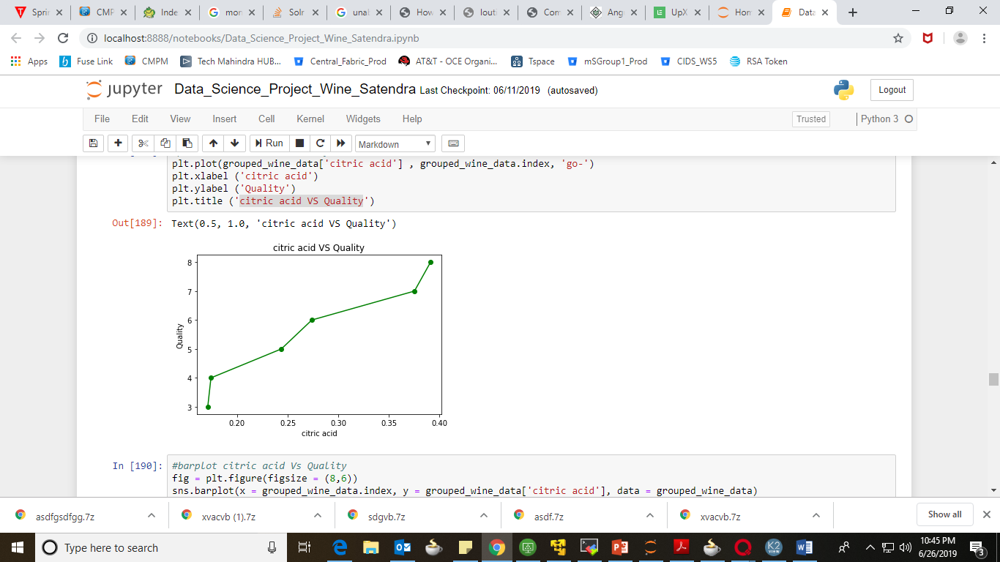 Sprin
CMP
Inde
mon
Solr
unab
How
louti
Com
Ang
UpX
Hom
Data
localhost:8888/notebooks/Data_Science_Project_Wine_Satendra.ipynb
Apps
Fuse Link
CMPM
Tech Mahindra HUB...
Central_Fabric_Prod
AT&T - OCE Organi...
Tspace
mSGroup1_Prod
CIDS_WS5
RSA Token
jupyter Data_Science_Project_Wine_Satendra Last Checkpoint: 06/11/2019 (autosaved)
Logout
File Edit View Insert Cell Kernel Widgets Help
Trusted
Python 3
Run
Markdown
plt.plot(grouped_wine_data['citric acid'] , grouped_wine_data.index, 'go-')
plt.xlabel ('citric acid')
plt.ylabel ('Quality')
plt.title ('citric acid VS Quality')
Out[189]: Text(0.5, 1.0, 'citric acid VS Quality')
citric acid VS Quality
8
7
6
5
4
3
Quality
0.20 0.25 0.30 0.35 0.40
citric acid
In [190]: #barplot citric acid Vs Quality
fig = plt.figure(figsize = (8,6))
sns.barplot(x = grouped_wine_data.index, y = grouped_wine_data['citric acid'], data = grouped_wine_data)
asdfgsdfgg.7z
xvacvb (1).7z
sdgvb.7z
asdf.7z
xvacvb.7z
Show all
Type here to search
10:45 PM
6/26/2019
3